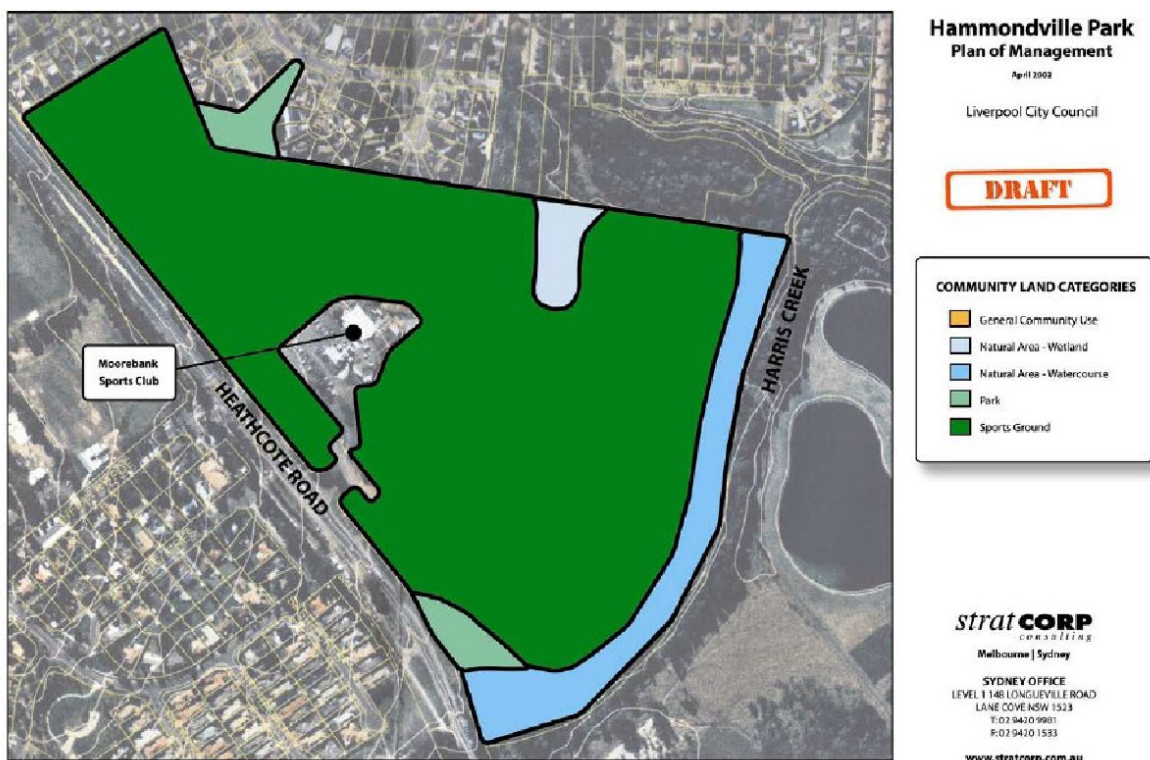 Hammondville Park
Plan of Management
April 2002
Liverpool City Council
DRAFT
COMMUNITY LAND CATEGORIES
General Community Use
Natural Area - Wetland
Natural Area - Watercourse
Park
Sports Ground
Moorebank
Sports Club
HEATHCOTE ROAD
HARRIS CREEK
stratCORP
consulting
Melbourne | Sydney
SYDNEY OFFICE
LEVEL 1 148 LONGUEVILLE ROAD
LANE COVE NSW 1523
T: 02 9420 9981
F: 02 9420 1533
www.stratcorp.com.au